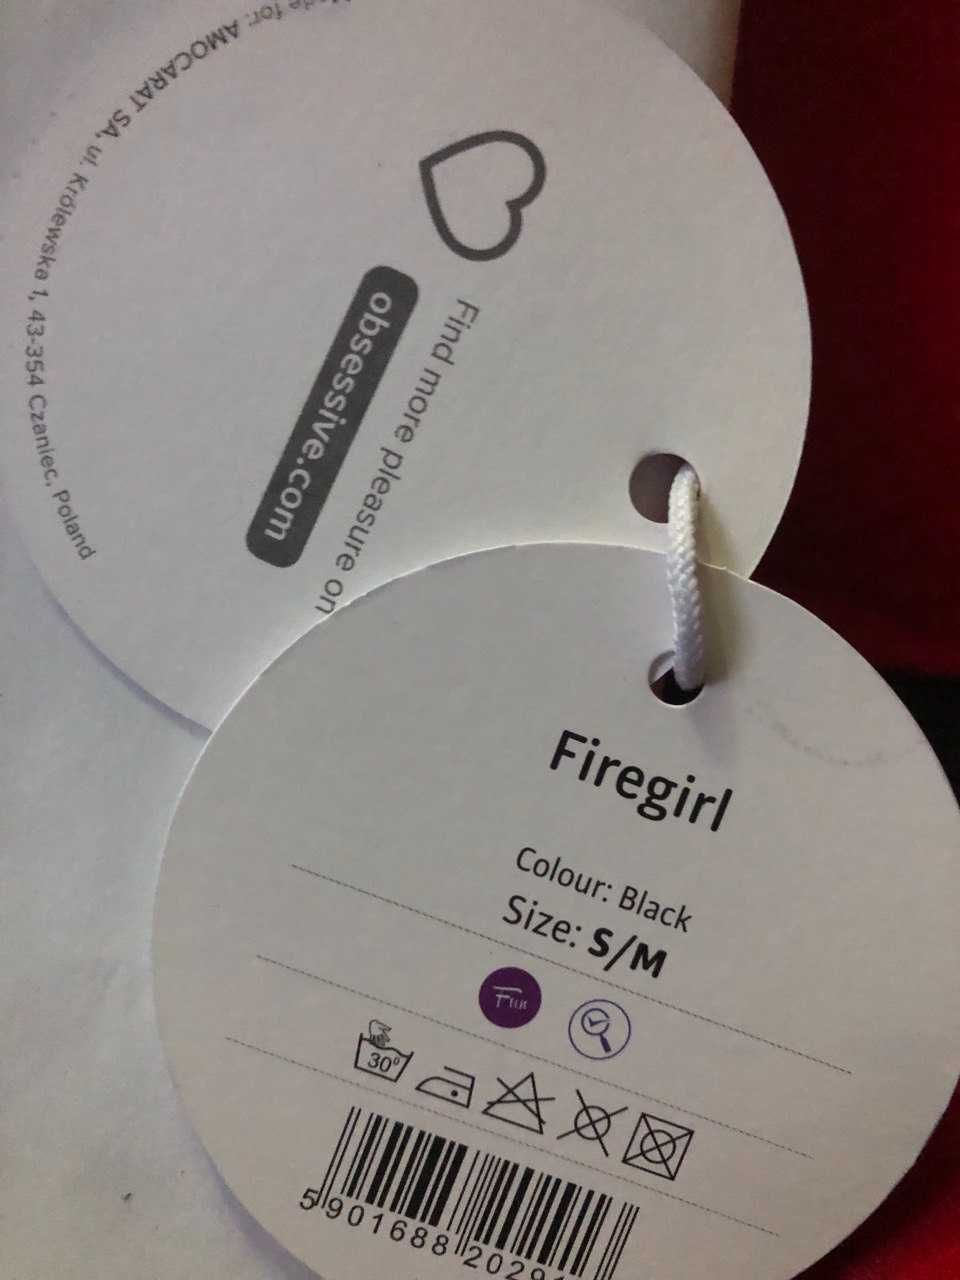 Made for: AMOCARAT SA, ul. Królewska 1, 43-354 Czaniec, Poland
Find more pleasure on
obsessive.com
Firegirl
Colour: Black
Size: S/M
Fun
30°
5 901688 2029